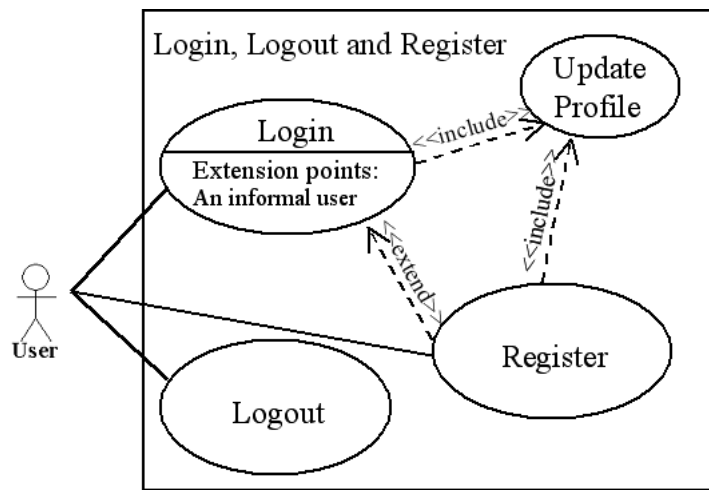 Login, Logout and Register
Update
Profile
Login
<<include>>
Extension points:
An informal user
<<include>>
<<extend>>
User
Register
Logout